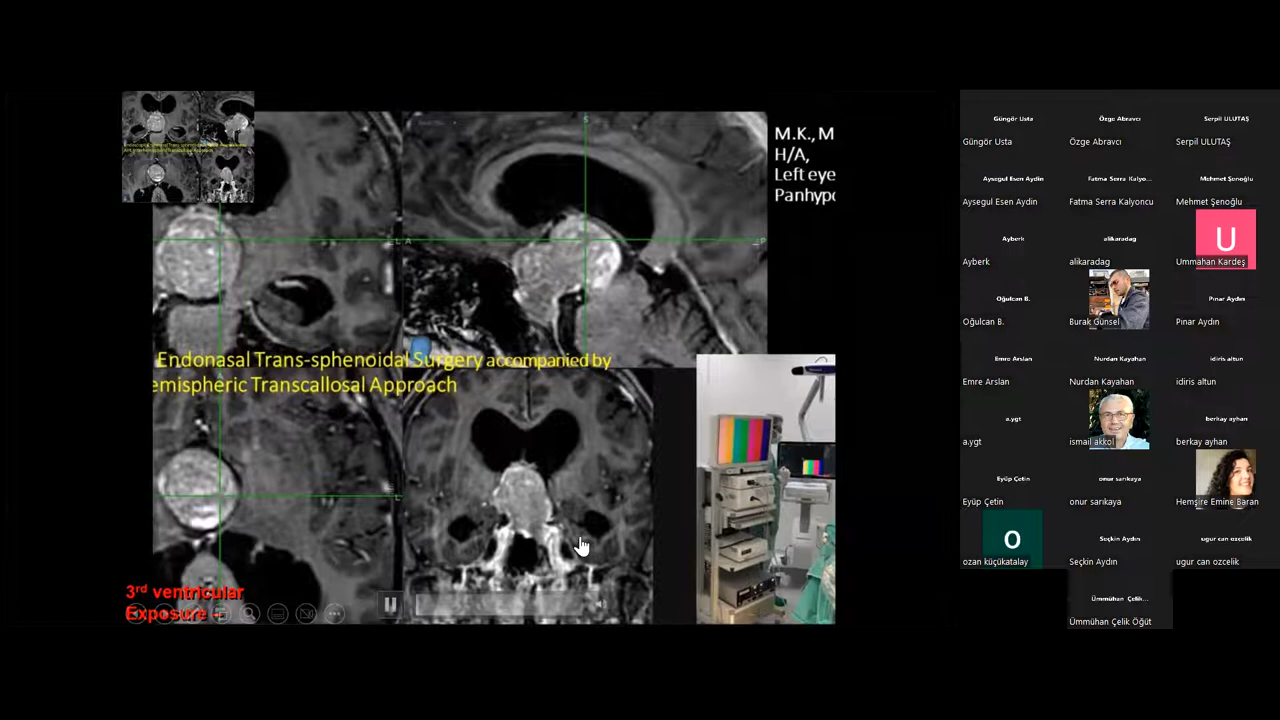 M.K., M
H/A,
Left eye
Panhypo
Endonasal Trans-sphenoidal Surgery accompanied by
emispheric Transcallosal Approach
3rd ventricular
Exposure +
S
L A
P
L
Güngör Usta
Güngör Usta
Özge Abravcı
Özge Abravcı
Serpil ULUTAŞ
Serpil ULUTAŞ
Aysegul Esen Aydin
Aysegul Esen Aydin
Fatma Serra Kalyo...
Fatma Serra Kalyoncu
Mehmet Şenoğlu
Mehmet Şenoğlu
Ayberk
Ayberk
alikaradag
alikaradag
U
Ummahan Kardeş
Oğulcan B.
Oğulcan B.
Burak Günsel
Pınar Aydın
Pınar Aydın
Emre Arslan
Emre Arslan
Nurdan Kayahan
Nurdan Kayahan
idiris altun
idiris altun
a.ygt
a.ygt
ismail akkol
berkay ayhan
berkay ayhan
Eyüp Çetin
Eyüp Çetin
onur sarıkaya
onur sarıkaya
Hemşire Emine Baran
O
ozan küçükatalay
Seçkin Aydın
Seçkin Aydın
ugur can ozcelik
ugur can ozcelik
Ümmühan Çelik...
Ümmühan Çelik Öğüt